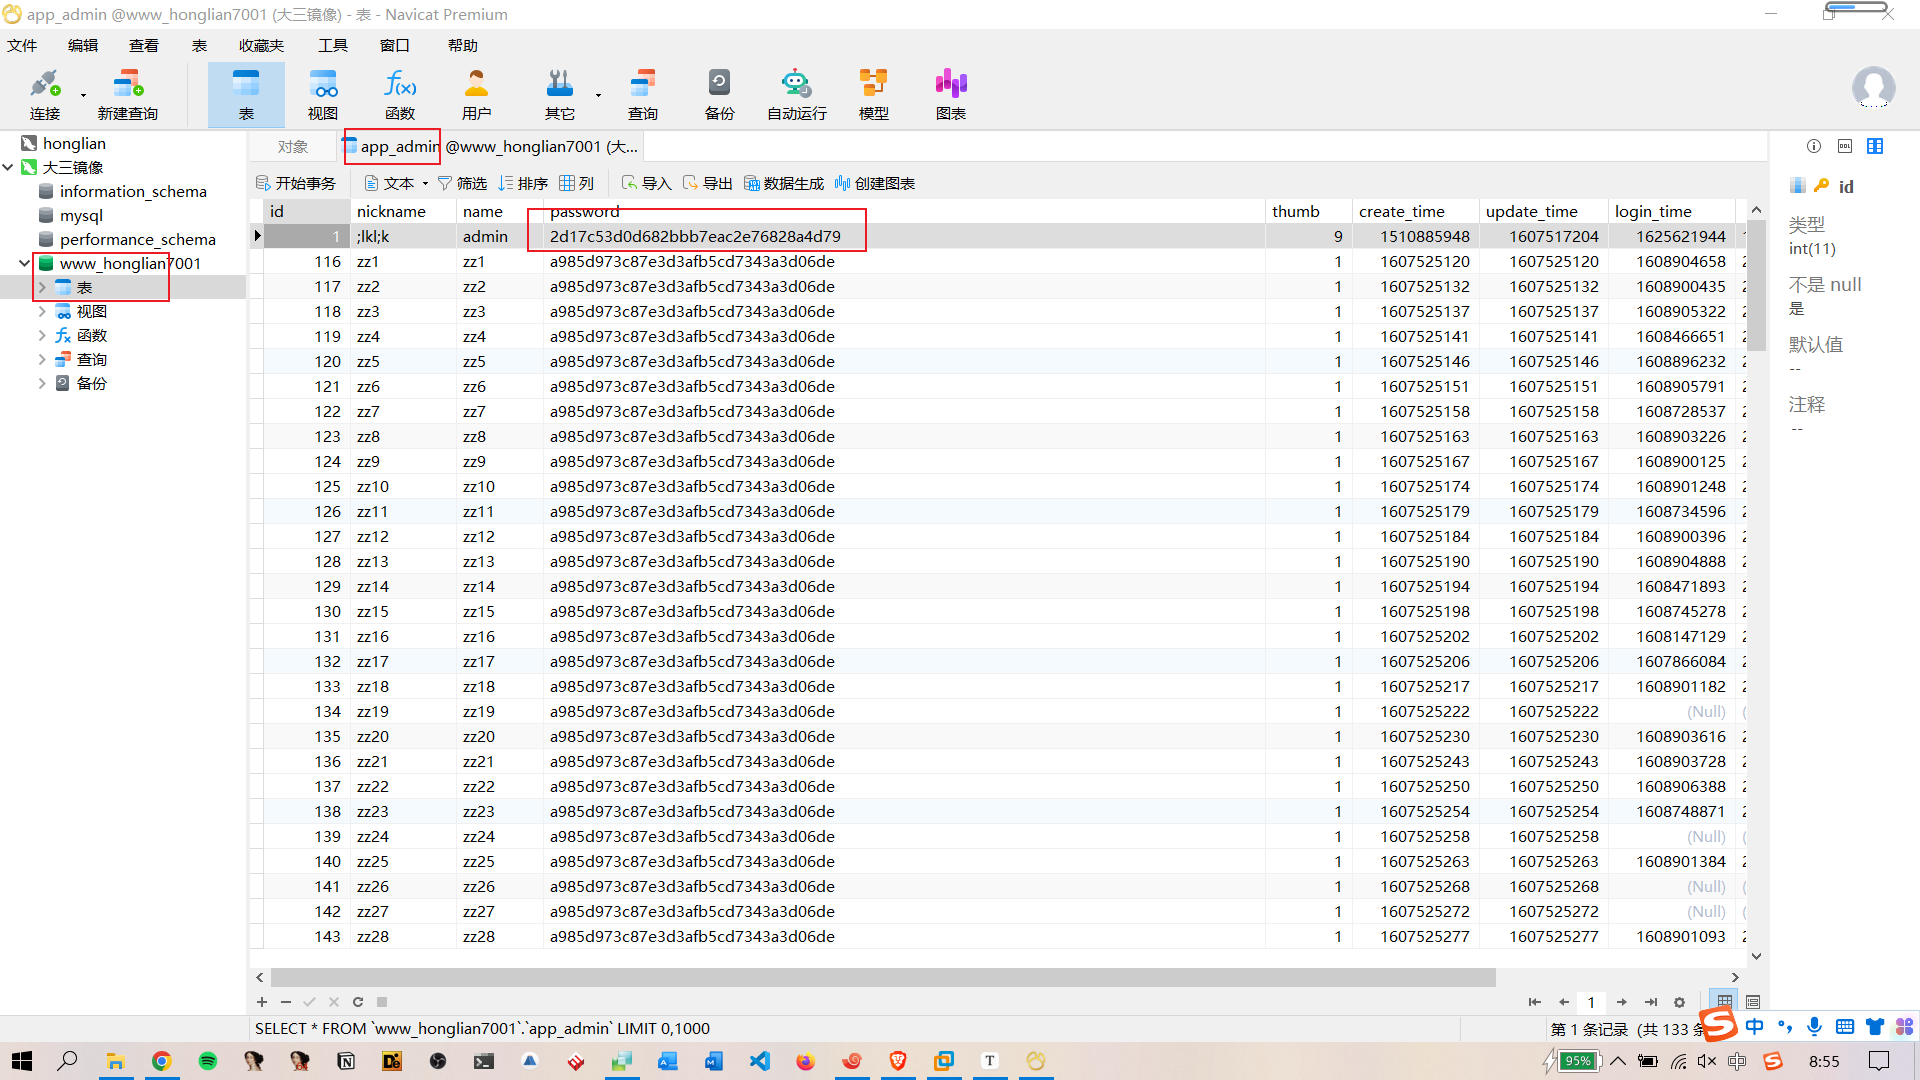 app_admin @www_honglian7001 (大三镜像) - 表 - Navicat Premium
文件 编辑 查看 表 收藏夹 工具 窗口 帮助
连接 新建查询 表 视图 函数 用户 其它 查询 备份 自动运行 模型 图表
honglian
大三镜像
information_schema
mysql
performance_schema
www_honglian7001
表
视图
函数
查询
备份
对象 app_admin @www_honglian7001 (大...
开始事务 文本 筛选 排序 列 导入 导出 数据生成 创建图表
id nickname name password thumb create_time update_time login_time
1 ;lkl;k admin 2d17c53d0d682bbb7eac2e76828a4d79 9 1510885948 1607517204 1625621944
116 zz1 zz1 a985d973c87e3d3afb5cd7343a3d06de 1 1607525120 1607525120 1608904658
117 zz2 zz2 a985d973c87e3d3afb5cd7343a3d06de 1 1607525132 1607525132 1608900435
118 zz3 zz3 a985d973c87e3d3afb5cd7343a3d06de 1 1607525137 1607525137 1608905322
119 zz4 zz4 a985d973c87e3d3afb5cd7343a3d06de 1 1607525141 1607525141 1608466651
120 zz5 zz5 a985d973c87e3d3afb5cd7343a3d06de 1 1607525146 1607525146 1608896232
121 zz6 zz6 a985d973c87e3d3afb5cd7343a3d06de 1 1607525151 1607525151 1608905791
122 zz7 zz7 a985d973c87e3d3afb5cd7343a3d06de 1 1607525158 1607525158 1608728537
123 zz8 zz8 a985d973c87e3d3afb5cd7343a3d06de 1 1607525163 1607525163 1608903226
124 zz9 zz9 a985d973c87e3d3afb5cd7343a3d06de 1 1607525167 1607525167 1608900125
125 zz10 zz10 a985d973c87e3d3afb5cd7343a3d06de 1 1607525174 1607525174 1608901248
126 zz11 zz11 a985d973c87e3d3afb5cd7343a3d06de 1 1607525179 1607525179 1608734596
127 zz12 zz12 a985d973c87e3d3afb5cd7343a3d06de 1 1607525184 1607525184 1608900396
128 zz13 zz13 a985d973c87e3d3afb5cd7343a3d06de 1 1607525190 1607525190 1608904888
129 zz14 zz14 a985d973c87e3d3afb5cd7343a3d06de 1 1607525194 1607525194 1608471893
130 zz15 zz15 a985d973c87e3d3afb5cd7343a3d06de 1 1607525198 1607525198 1608745278
131 zz16 zz16 a985d973c87e3d3afb5cd7343a3d06de 1 1607525202 1607525202 1608147129
132 zz17 zz17 a985d973c87e3d3afb5cd7343a3d06de 1 1607525206 1607525206 1607866084
133 zz18 zz18 a985d973c87e3d3afb5cd7343a3d06de 1 1607525217 1607525217 1608901182
134 zz19 zz19 a985d973c87e3d3afb5cd7343a3d06de 1 1607525222 1607525222 (Null)
135 zz20 zz20 a985d973c87e3d3afb5cd7343a3d06de 1 1607525230 1607525230 1608903616
136 zz21 zz21 a985d973c87e3d3afb5cd7343a3d06de 1 1607525243 1607525243 1608903728
137 zz22 zz22 a985d973c87e3d3afb5cd7343a3d06de 1 1607525250 1607525250 1608906388
138 zz23 zz23 a985d973c87e3d3afb5cd7343a3d06de 1 1607525254 1607525254 1608748871
139 zz24 zz24 a985d973c87e3d3afb5cd7343a3d06de 1 1607525258 1607525258 (Null)
140 zz25 zz25 a985d973c87e3d3afb5cd7343a3d06de 1 1607525263 1607525263 1608901384
141 zz26 zz26 a985d973c87e3d3afb5cd7343a3d06de 1 1607525268 1607525268 (Null)
142 zz27 zz27 a985d973c87e3d3afb5cd7343a3d06de 1 1607525272 1607525272 (Null)
143 zz28 zz28 a985d973c87e3d3afb5cd7343a3d06de 1 1607525277 1607525277 1608901093
id
类型
int(11)
不是 null
是
默认值
--
注释
--
1
SELECT * FROM `www_honglian7001`.`app_admin` LIMIT 0,1000
第 1 条记录 (共 133 条
中
95%
8:55